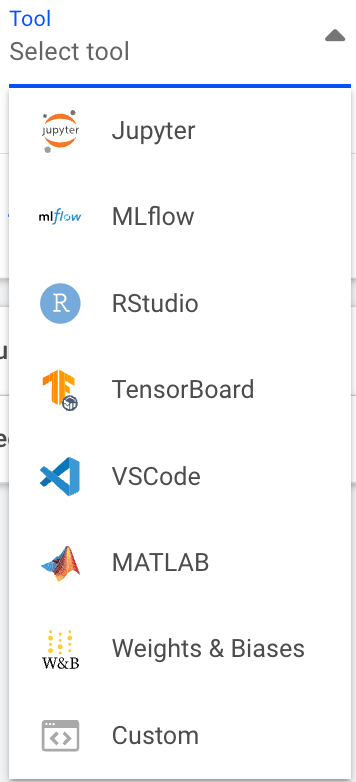 Tool
Select tool
jupyter Jupyter
mlflow MLflow
R RStudio
TensorBoard
VSCode
MATLAB
W&B Weights & Biases
Custom